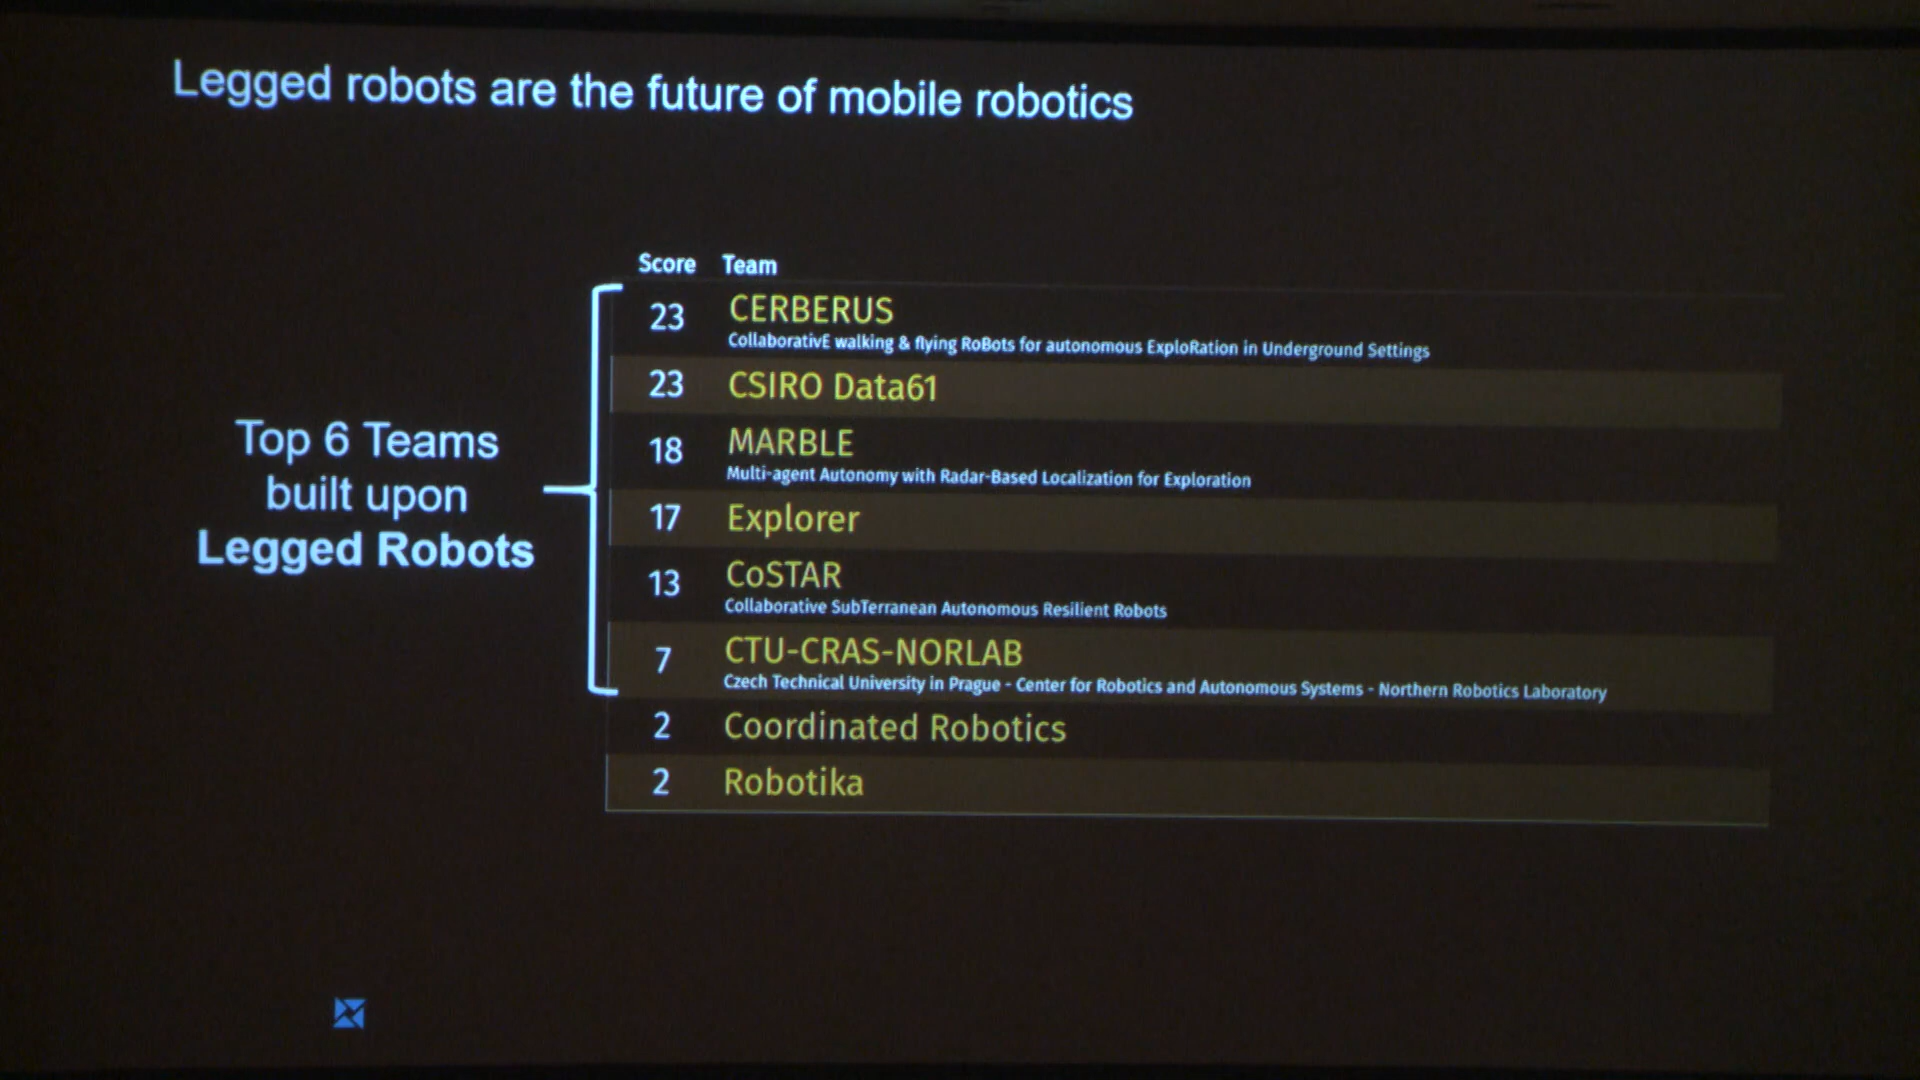 Legged robots are the future of mobile robotics
Score Team
23 CERBERUS
CollaborativE walking & flying RoBots for autonomous ExploRation in Underground Settings
23 CSIRO Data61
18 MARBLE
Multi-agent Autonomy with Radar-Based Localization for Exploration
17 Explorer
13 CoSTAR
Collaborative SubTerranean Autonomous Resilient Robots
7 CTU-CRAS-NORLAB
Czech Technical University in Prague - Center for Robotics and Autonomous Systems - Northern Robotics Laboratory
2 Coordinated Robotics
2 Robotika
Top 6 Teams
built upon
Legged Robots